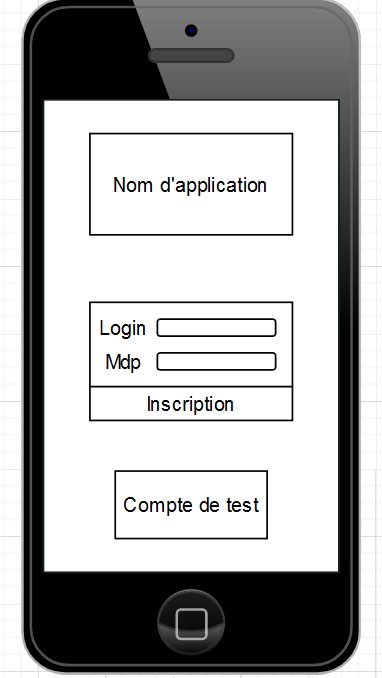 Nom d'application
Login
Mdp
Inscription
Compte de test